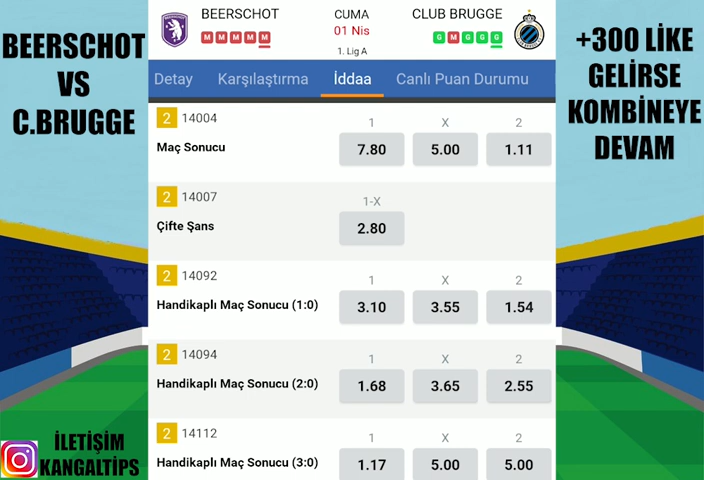 BEERSCHOT
VS
C.BRUGGE
BEERSCHOT
M M M M M
CUMA
01 Nis
1. Lig A
CLUB BRUGGE
G M G G G
+300 LİKE
GELİRSE
KOMBİNEYE
DEVAM
Detay Karşılaştırma İddaa Canlı Puan Durumu
2 14004 1 X 2
Maç Sonucu 7.80 5.00 1.11
2 14007 1-X
Çifte Şans 2.80
2 14092 1 X 2
Handikaplı Maç Sonucu (1:0) 3.10 3.55 1.54
2 14094 1 X 2
Handikaplı Maç Sonucu (2:0) 1.68 3.65 2.55
2 14112 1 X 2
Handikaplı Maç Sonucu (3:0) 1.17 5.00 5.00
İLETİŞİM
KANGALTİPS